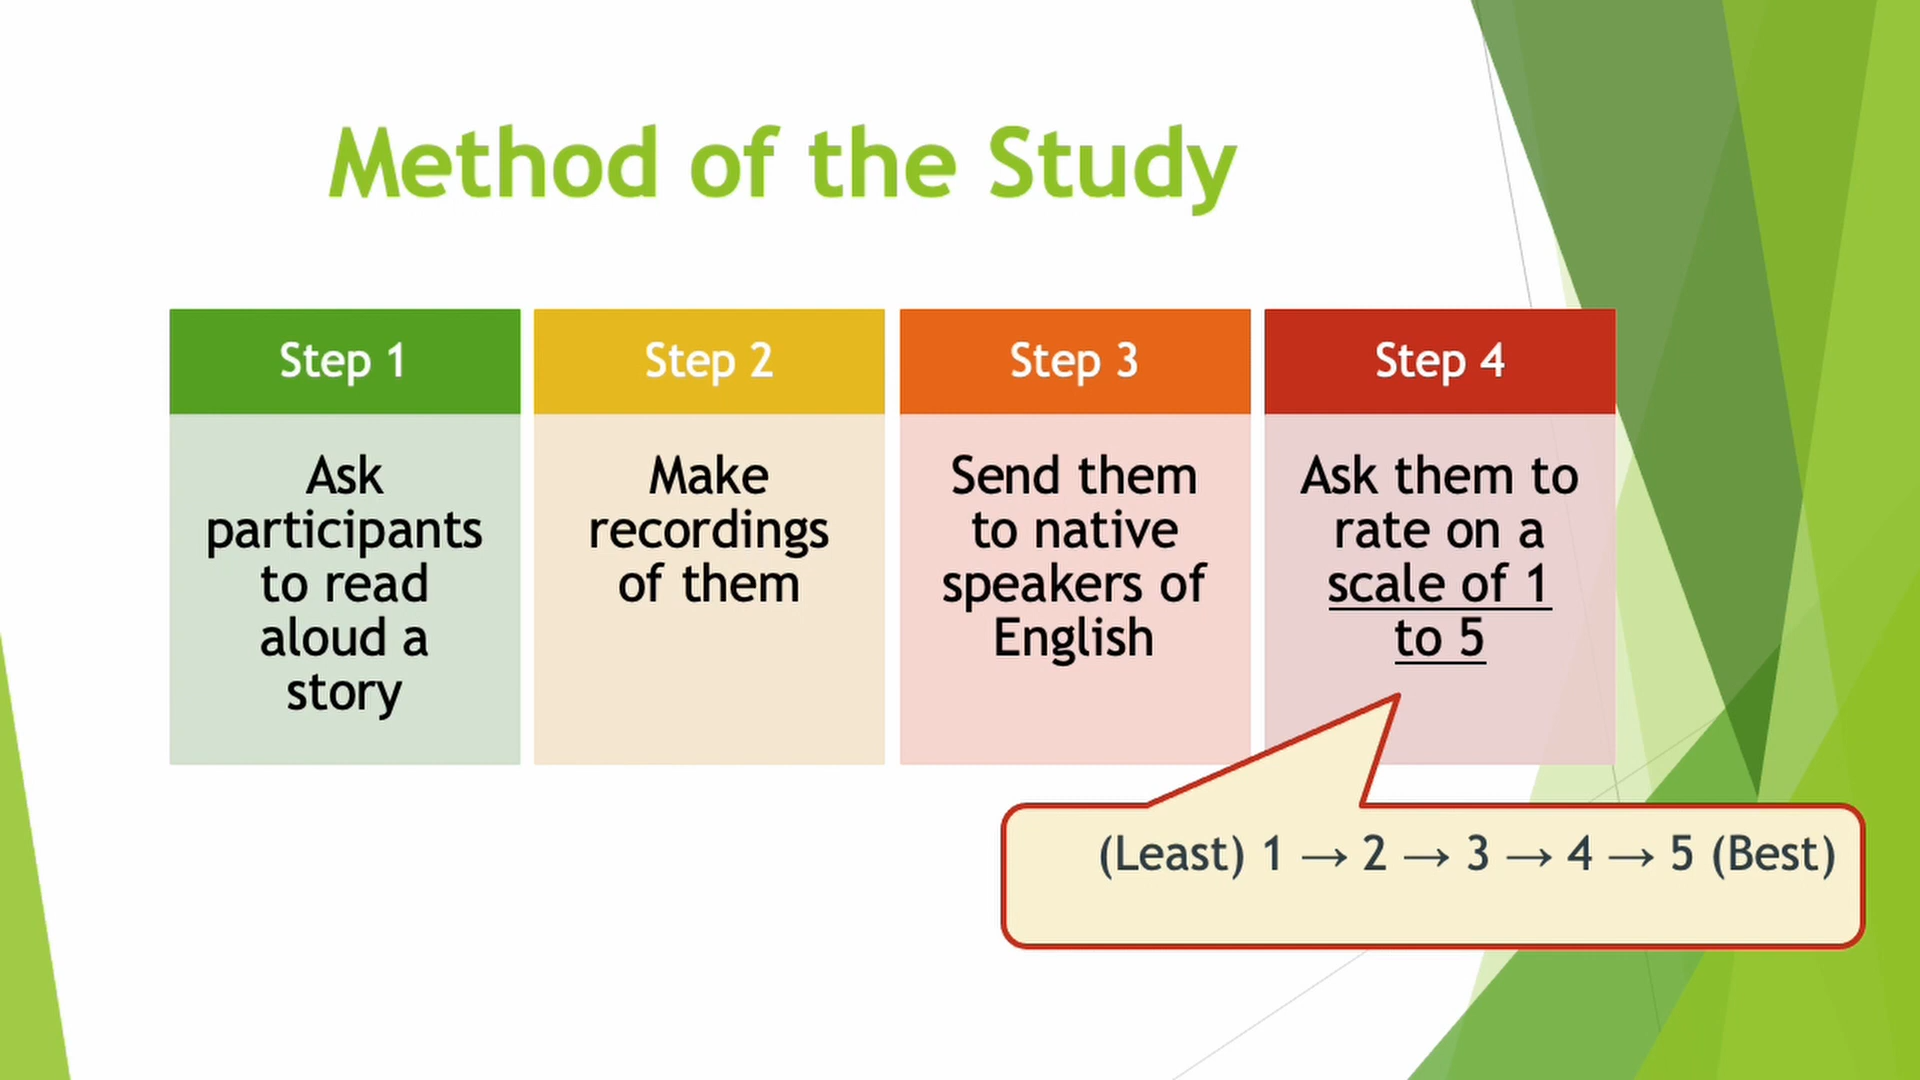 Method of the Study
Step 1
Ask
participants
to read
aloud a
story
Step 2
Make
recordings
of them
Step 3
Send them
to native
speakers of
English
Step 4
Ask them to
rate on a
scale of 1
to 5
(Least) 1 → 2 → 3 → 4 → 5 (Best)